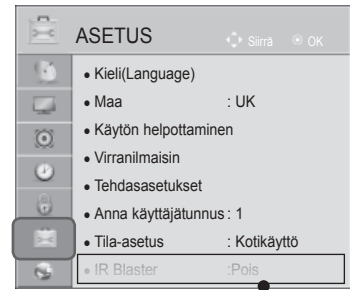 ASETUS
Siirrä OK
• Kieli(Language)
• Maa : UK
• Käytön helpottaminen
• Virranilmaisin
• Tehdasasetukset
• Anna käyttäjätunnus : 1
• Tila-asetus : Kotikäyttö
• IR Blaster :Pois